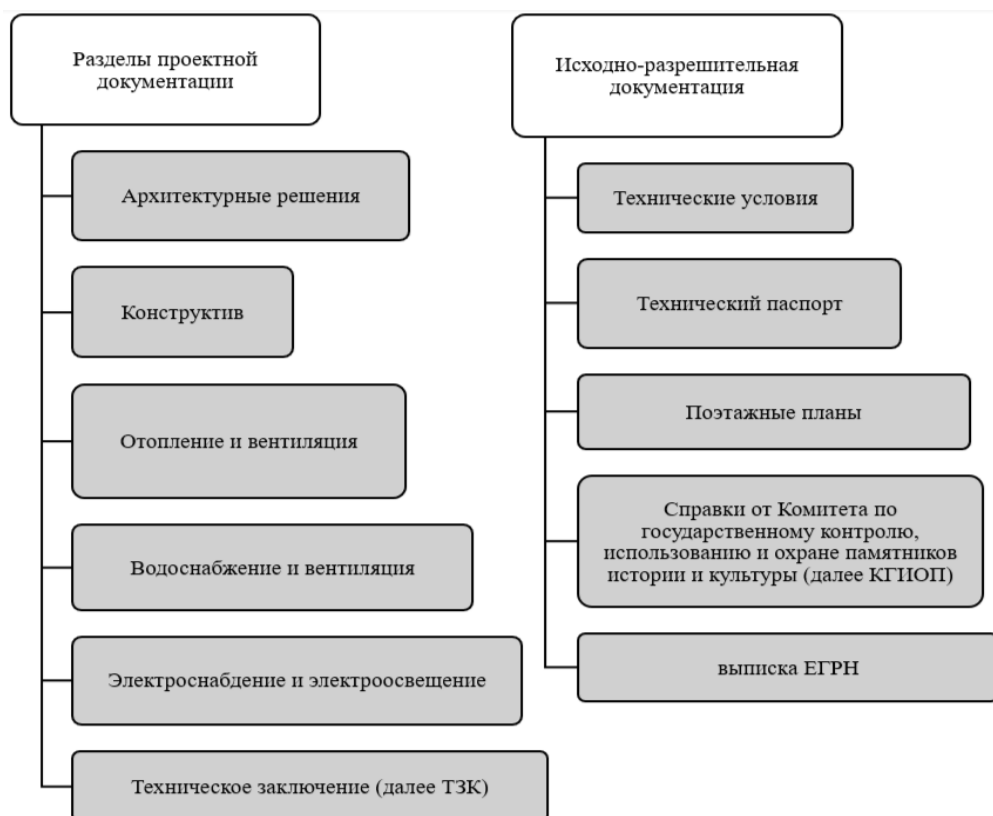 Разделы проектной
документации
Архитектурные решения
Конструктив
Отопление и вентиляция
Водоснабжение и вентиляция
Электроснабдение и электроосвещение
Техническое заключение (далее ТЗК)
Исходно-разрешительная
документация
Технические условия
Технический паспорт
Поэтажные планы
Справки от Комитета по
государственному контролю,
использованию и охране памятников
истории и культуры (далее КГИОП)
выписка ЕГРН